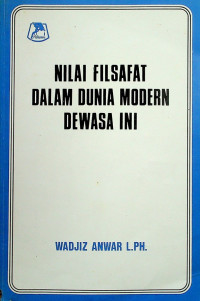 NILAI FILSAFAT
DALAM DUNIA MODERN
DEWASA INI
WADJIZ ANWAR L.PH.